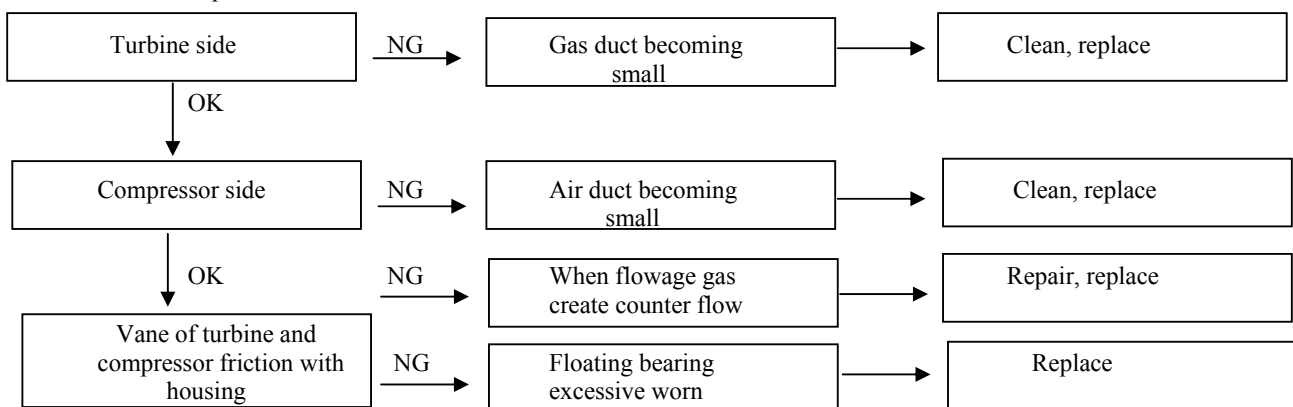 Turbine side
NG
Gas duct becoming
small
Clean, replace
OK
Compressor side
NG
Air duct becoming
small
Clean, replace
OK
NG
When flowage gas
create counter flow
Repair, replace
Vane of turbine and
compressor friction with
housing
NG
Floating bearing
excessive worn
Replace